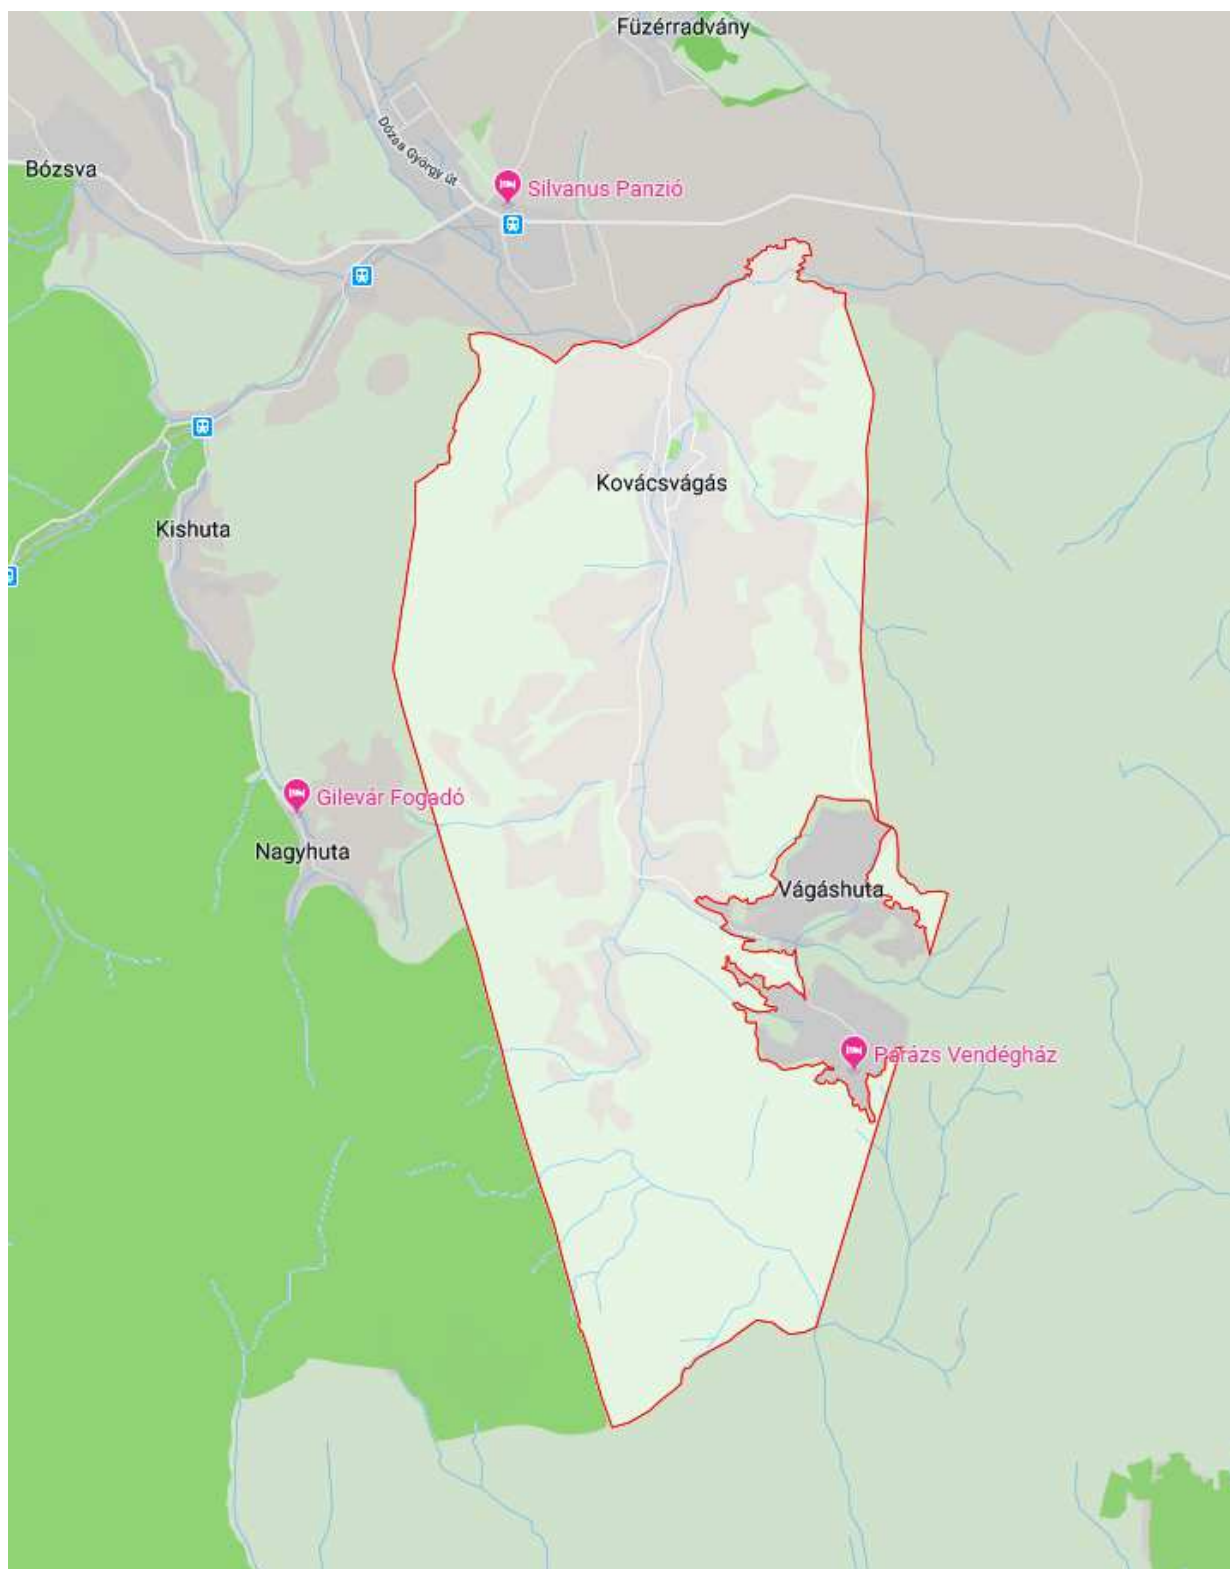 Füzérradvány
Dózsa György út
Bózsva
Silvanus Panzió
Kovácsvágás
Kishuta
Gilevár Fogadó
Nagyhuta
Vágáshuta
Parázs Vendégház